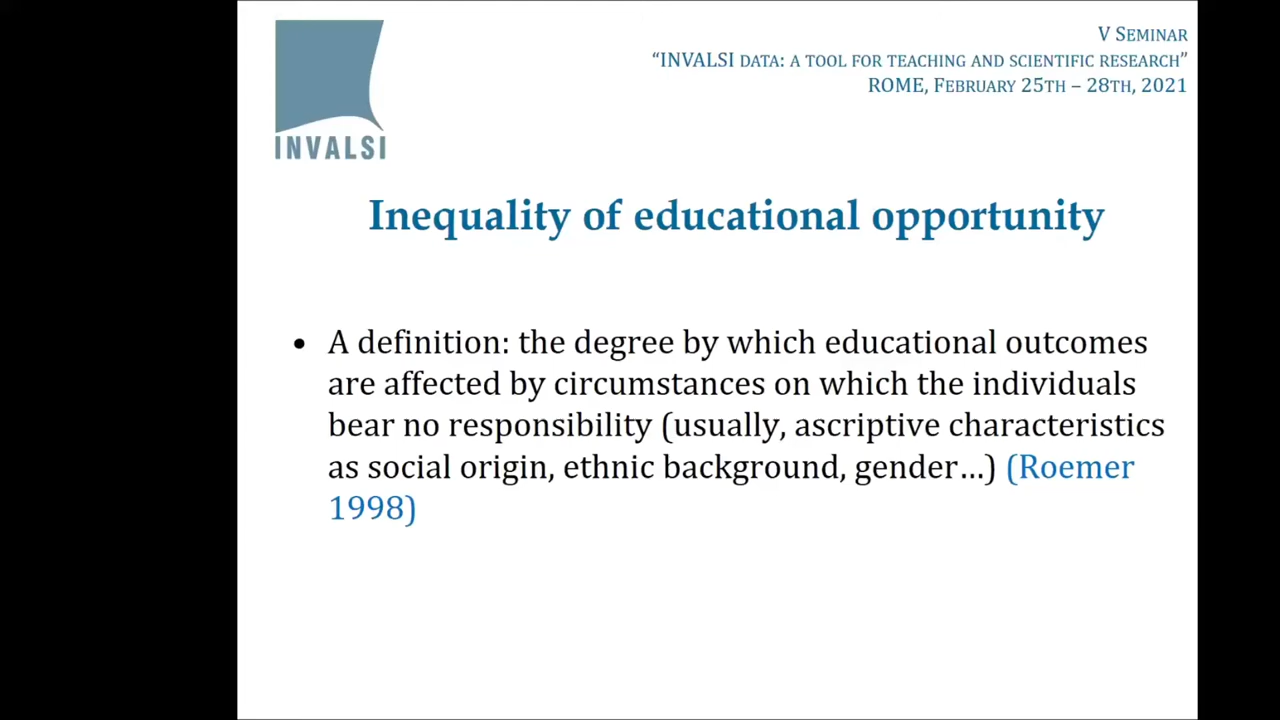 INVALSI
V SEMINAR
“INVALSI DATA: A TOOL FOR TEACHING AND SCIENTIFIC RESEARCH”
ROME, FEBRUARY 25TH – 28TH, 2021
Inequality of educational opportunity
• A definition: the degree by which educational outcomes
are affected by circumstances on which the individuals
bear no responsibility (usually, ascriptive characteristics
as social origin, ethnic background, gender…) (Roemer
1998)